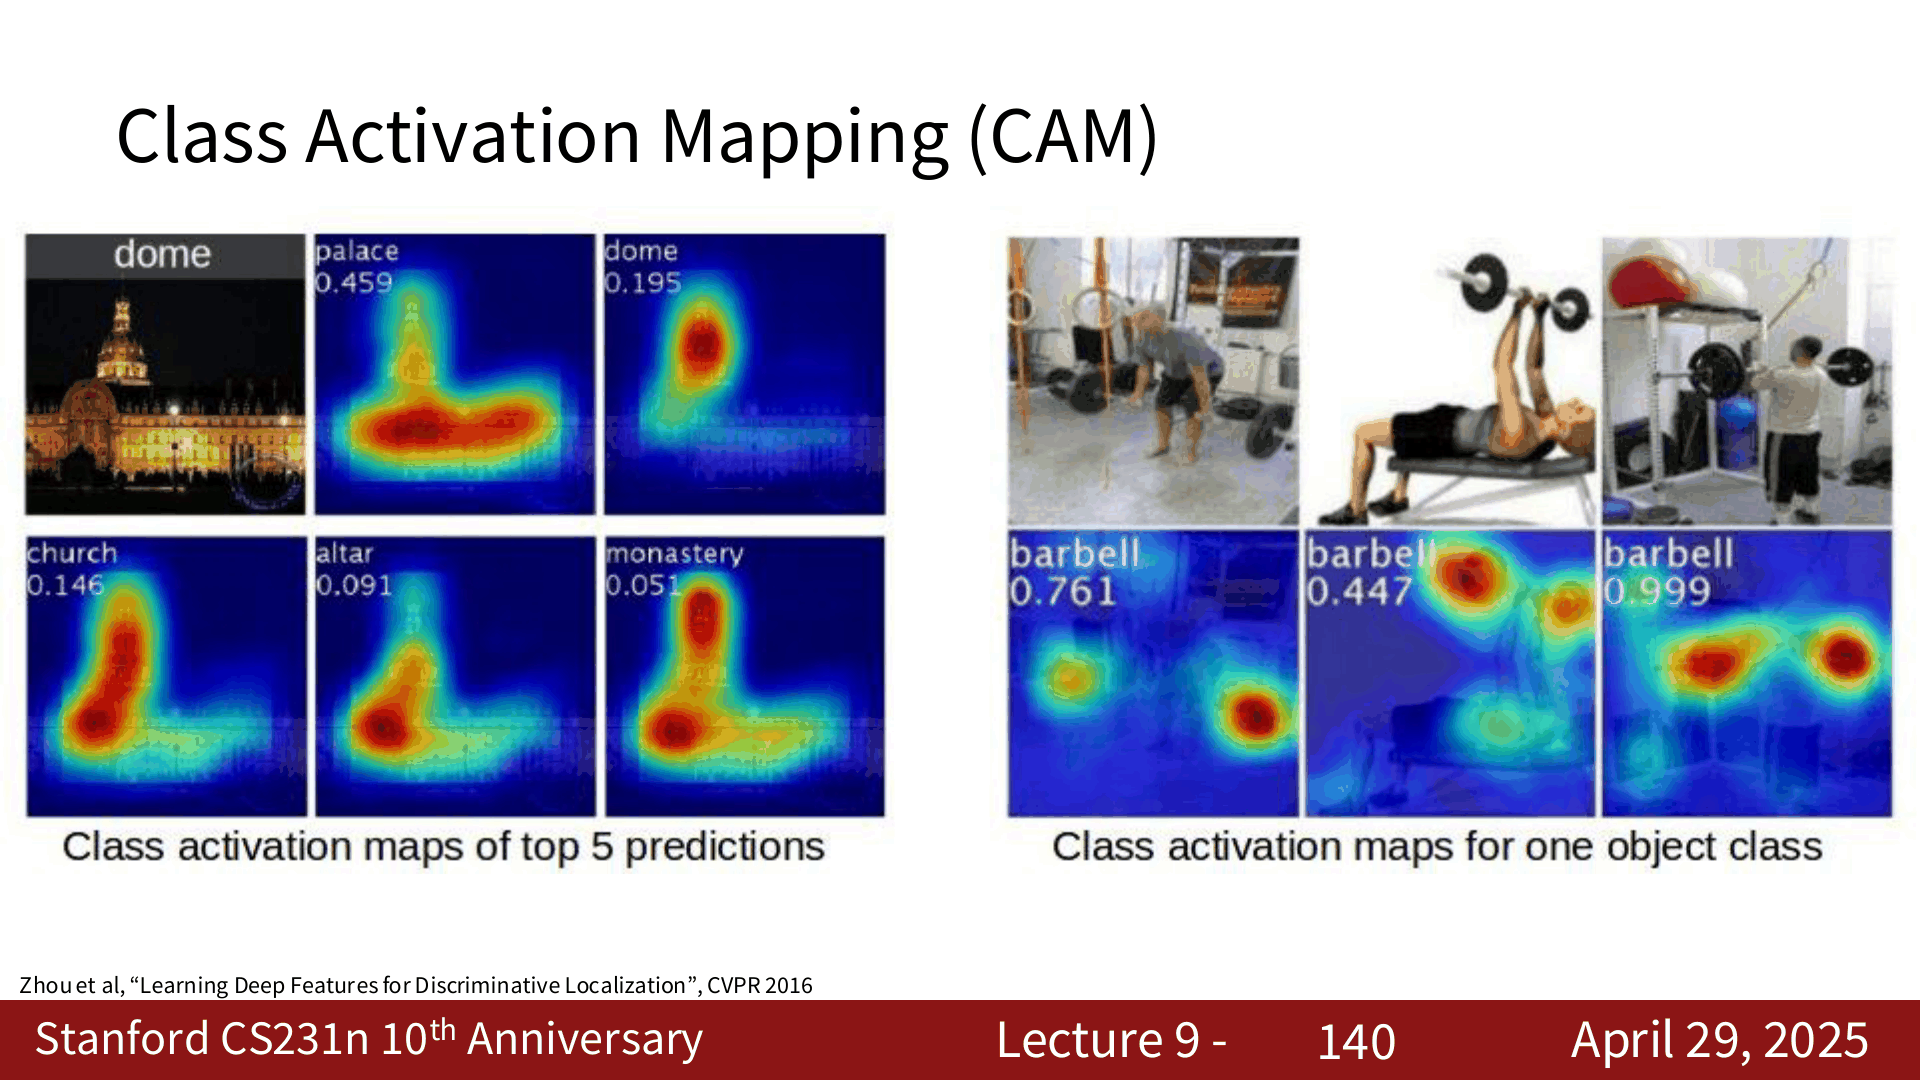 Class Activation Mapping (CAM)
dome
palace
0.459
dome
0.195
church
0.146
altar
0.091
monastery
0.051
Class activation maps of top 5 predictions
barbell
0.761
barbell
0.447
barbell
0.999
Class activation maps for one object class
Zhou et al, “Learning Deep Features for Discriminative Localization”, CVPR 2016
Stanford CS231n 10th Anniversary
Lecture 9 - 140
April 29, 2025